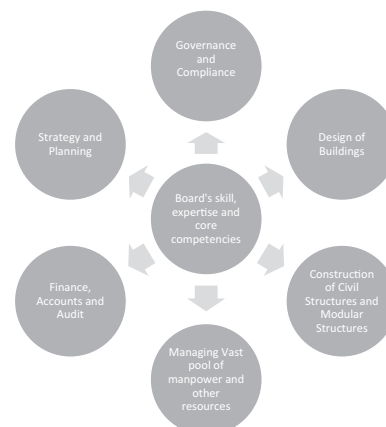 Governance
and
Compliance
Strategy and
Planning
Design of
Buildings
Board's skill,
expertise and
core
competencies
Finance,
Accounts and
Audit
Construction
of Civil
Structures and
Modular
Structures
Managing Vast
pool of
manpower and
other
resources